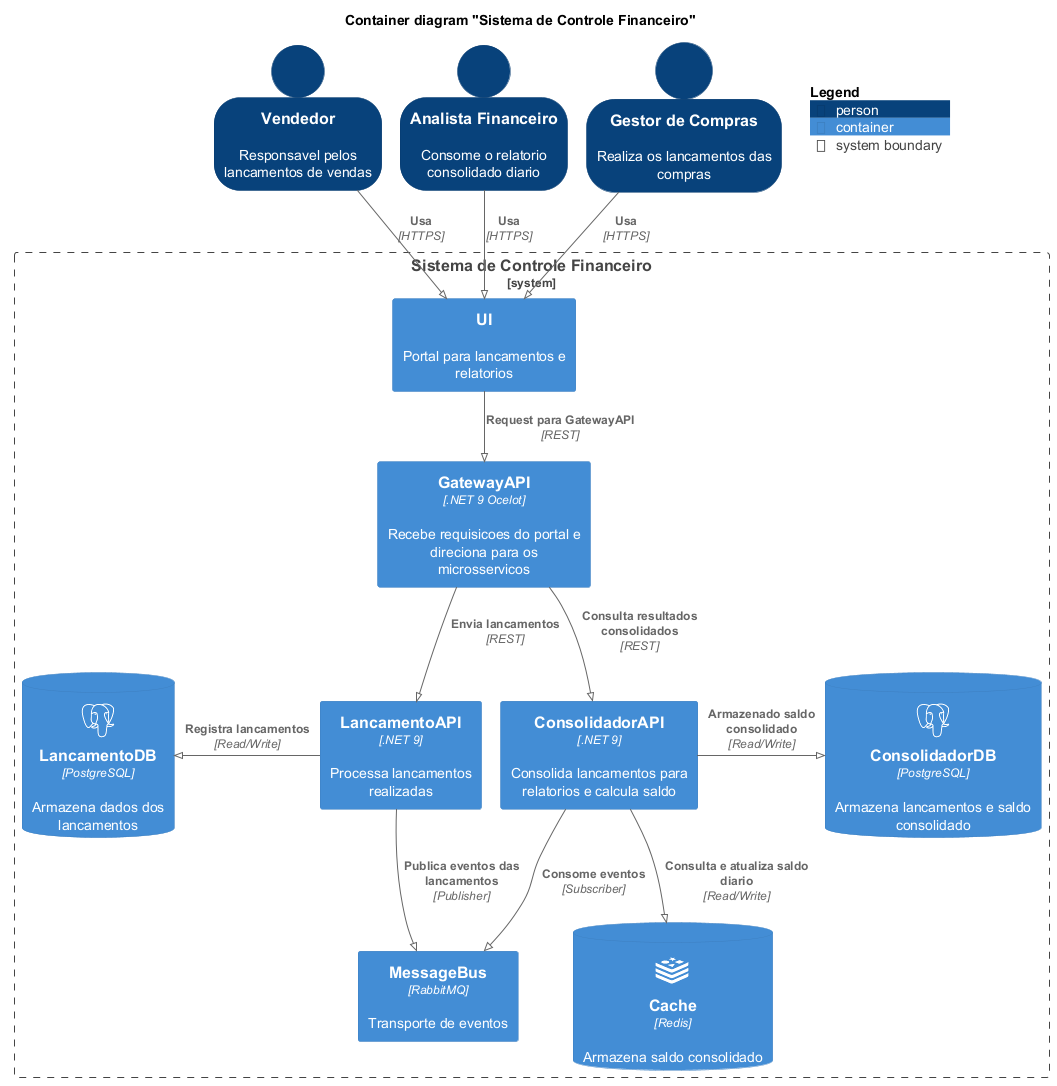 Container diagram "Sistema de Controle Financeiro"
Vendedor
Responsavel pelos
lancamentos de vendas
Analista Financeiro
Consome o relatorio
consolidado diario
Gestor de Compras
Realiza os lancamentos das
compras
Legend
person
container
system boundary
Usa
[HTTPS]
Usa
[HTTPS]
Usa
[HTTPS]
Sistema de Controle Financeiro
[system]
UI
Portal para lancamentos e
relatorios
Request para GatewayAPI
[REST]
GatewayAPI
[.NET 9 Ocelot]
Recebe requisicoes do portal e
direciona para os
microsservicos
Envia lancamentos
[REST]
Consulta resultados
consolidados
[REST]
LancamentoDB
[PostgreSQL]
Armazena dados dos
lancamentos
Registra lancamentos
[Read/Write]
LancamentoAPI
[.NET 9]
Processa lancamentos
realizadas
ConsolidadorAPI
[.NET 9]
Consolida lancamentos para
relatorios e calcula saldo
Armazenado saldo
consolidado
[Read/Write]
ConsolidadorDB
[PostgreSQL]
Armazena lancamentos e saldo
consolidado
Publica eventos das
lancamentos
[Publisher]
Consome eventos
[Subscriber]
Consulta e atualiza saldo
diario
[Read/Write]
MessageBus
[RabbitMQ]
Transporte de eventos
Cache
[Redis]
Armazena saldo consolidado